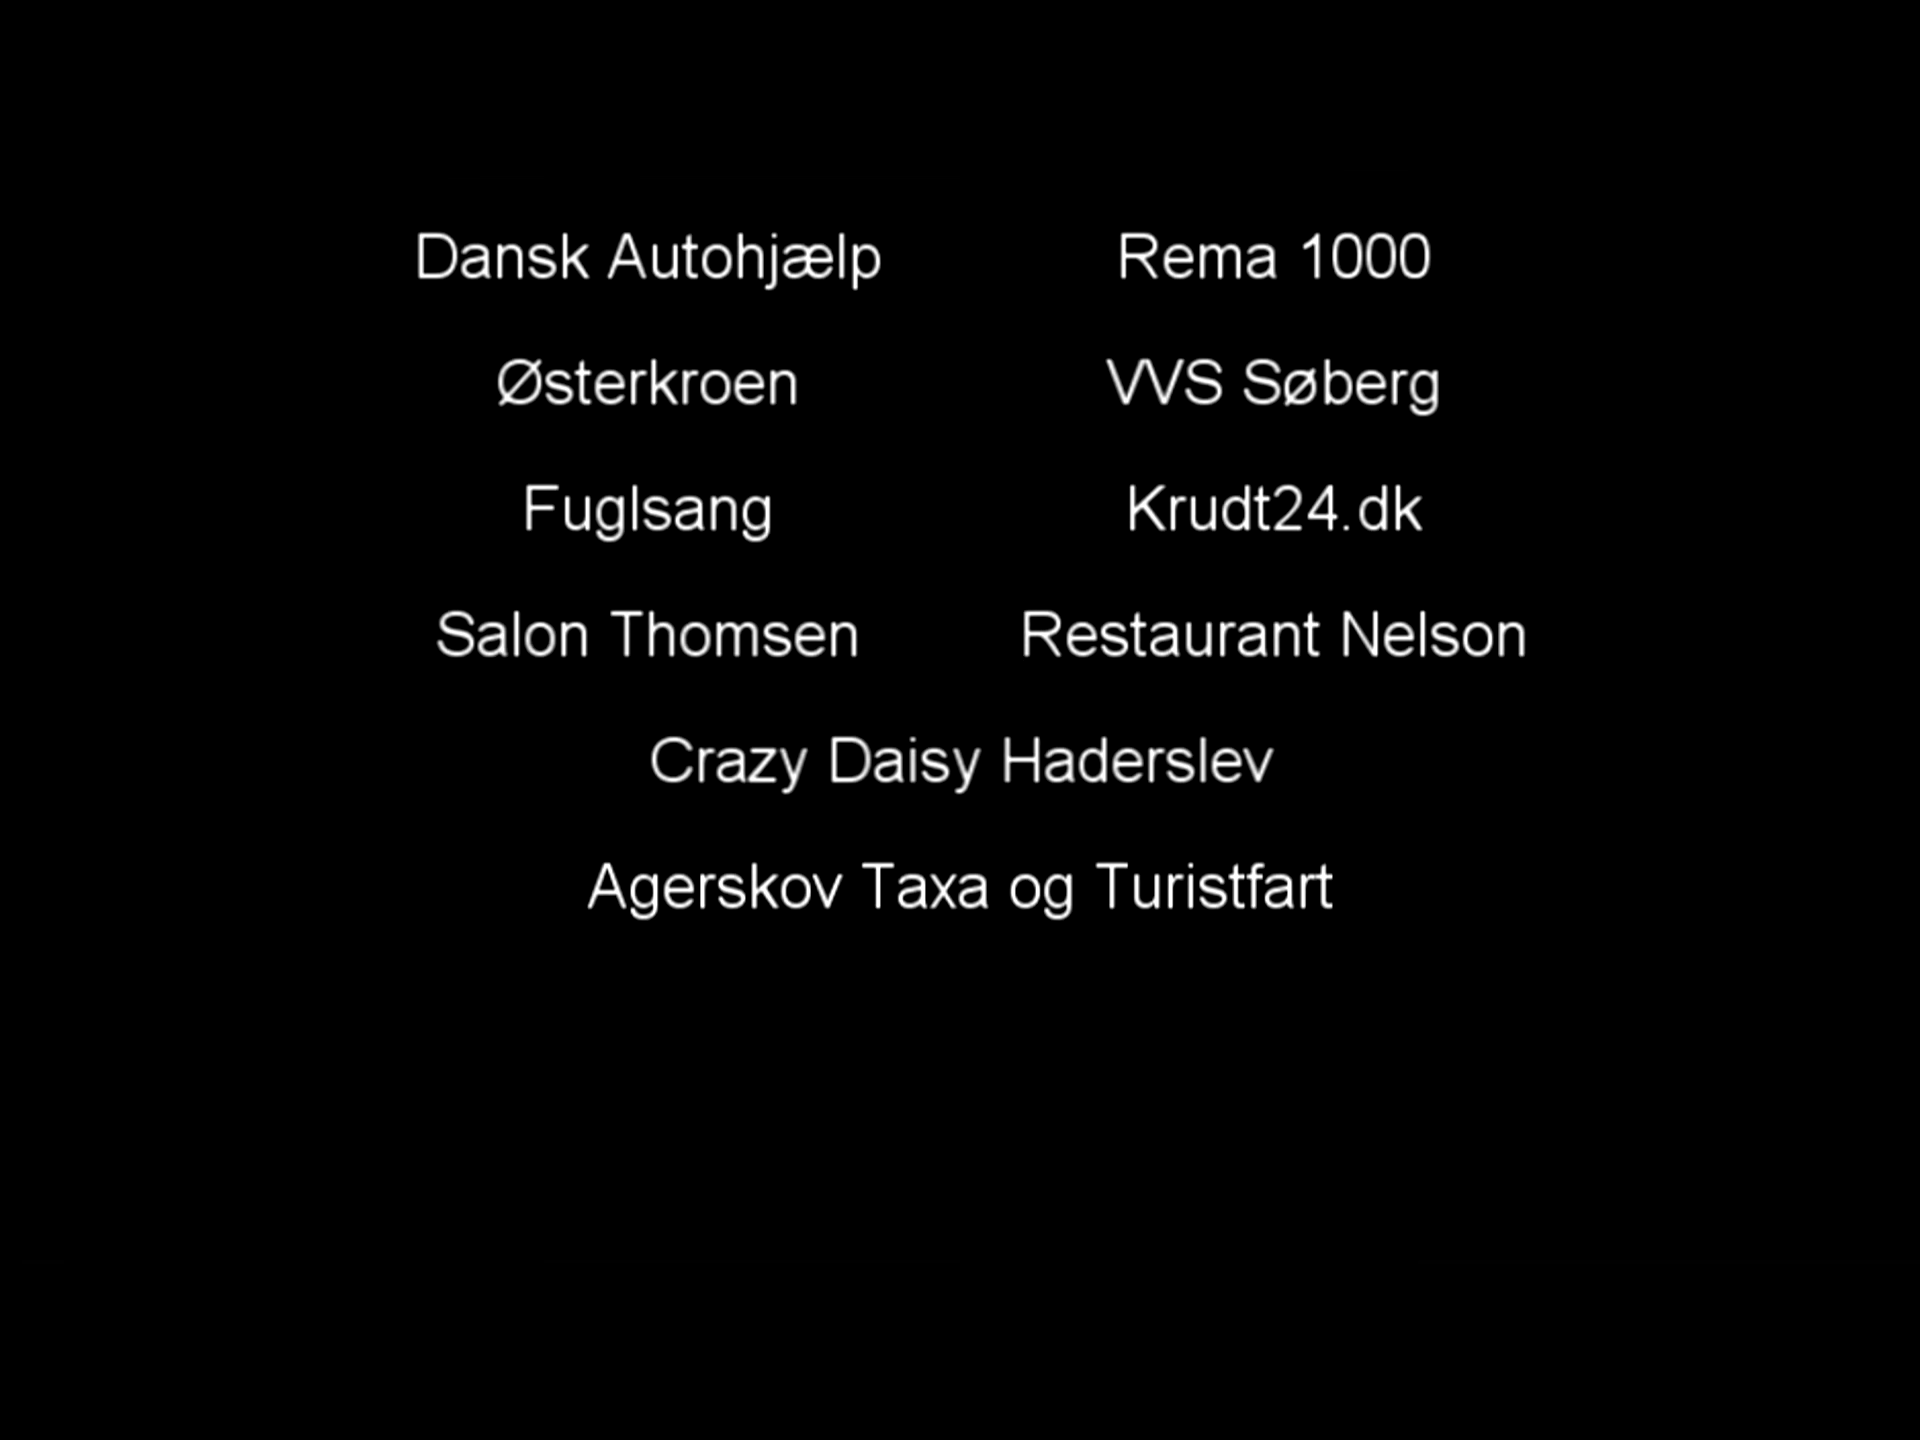 Dansk Autohjælp Rema 1000
Østerkroen VVS Søberg
Fuglsang Krudt24.dk
Salon Thomsen Restaurant Nelson
Crazy Daisy Haderslev
Agerskov Taxa og Turistfart